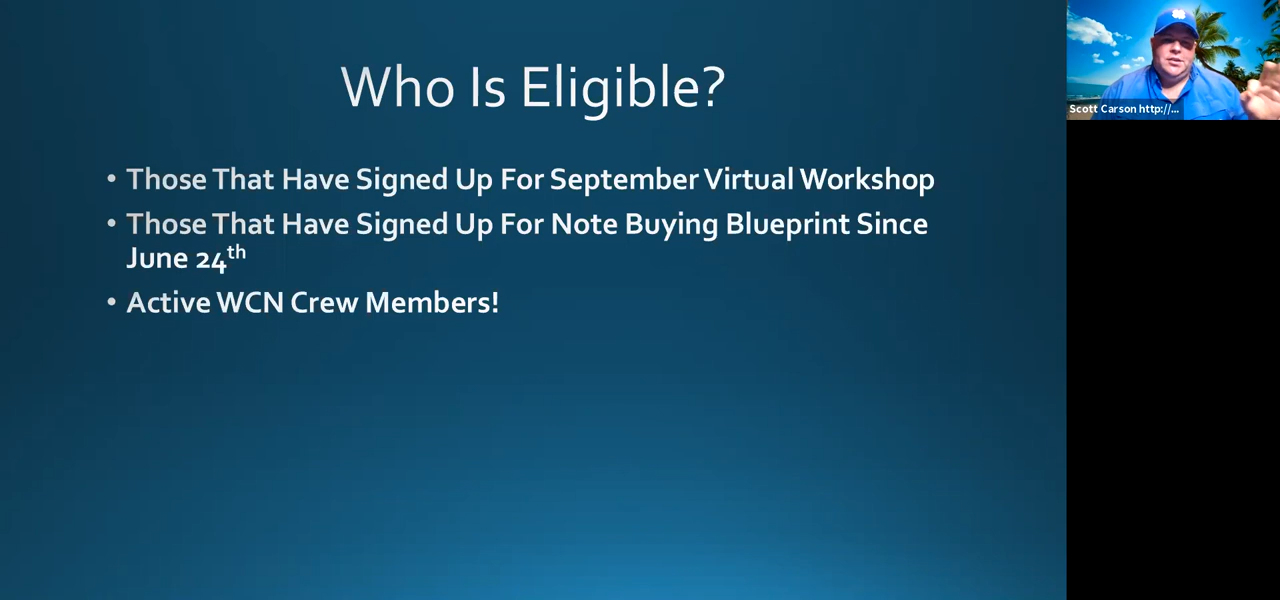 Who Is Eligible?
• Those That Have Signed Up For September Virtual Workshop
• Those That Have Signed Up For Note Buying Blueprint Since
June 24th
• Active WCN Crew Members!
Scott Carson http://...